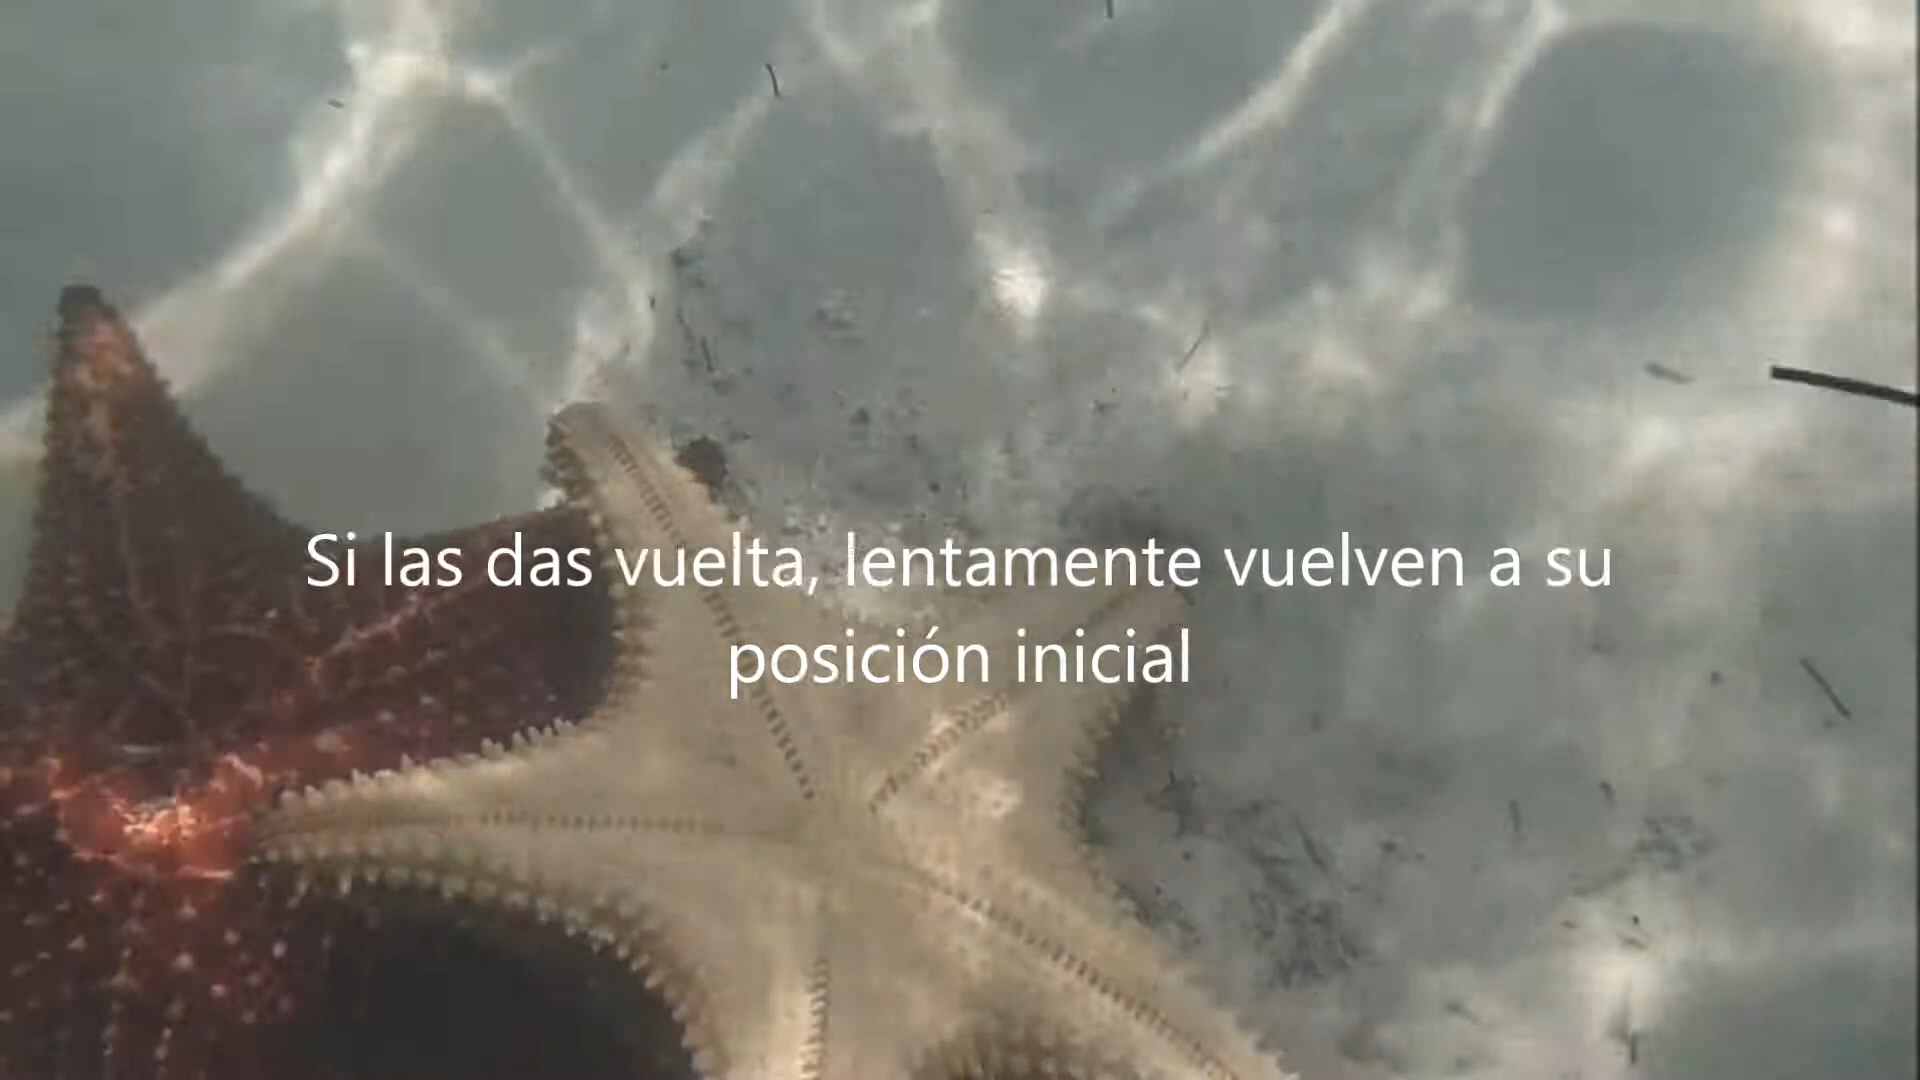 Si las das vuelta, lentamente vuelven a su
posición inicial